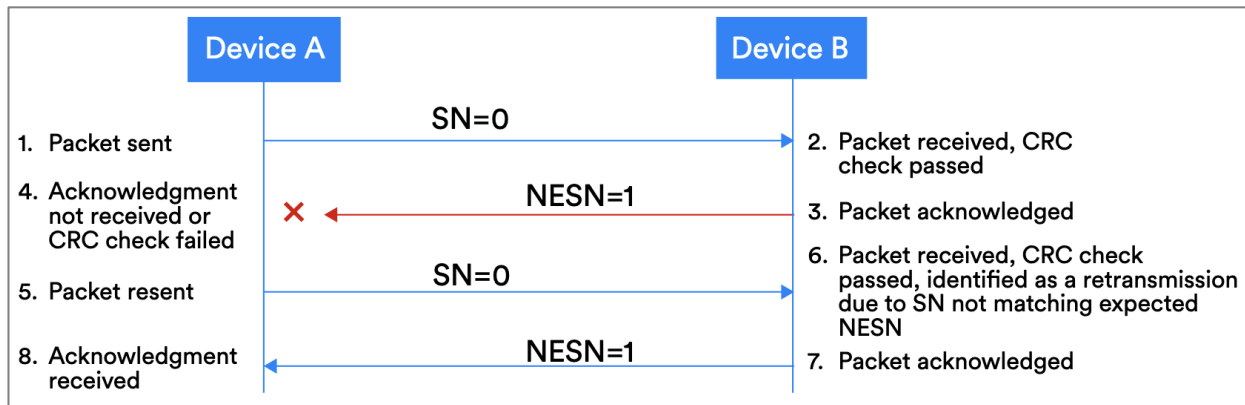 Device A
Device B
SN=0
1. Packet sent
2. Packet received, CRC
check passed
4. Acknowledgment
not received or
CRC check failed
NESN=1
3. Packet acknowledged
SN=0
5. Packet resent
6. Packet received, CRC check
passed, identified as a retransmission
due to SN not matching expected
NESN
8. Acknowledgment
received
NESN=1
7. Packet acknowledged